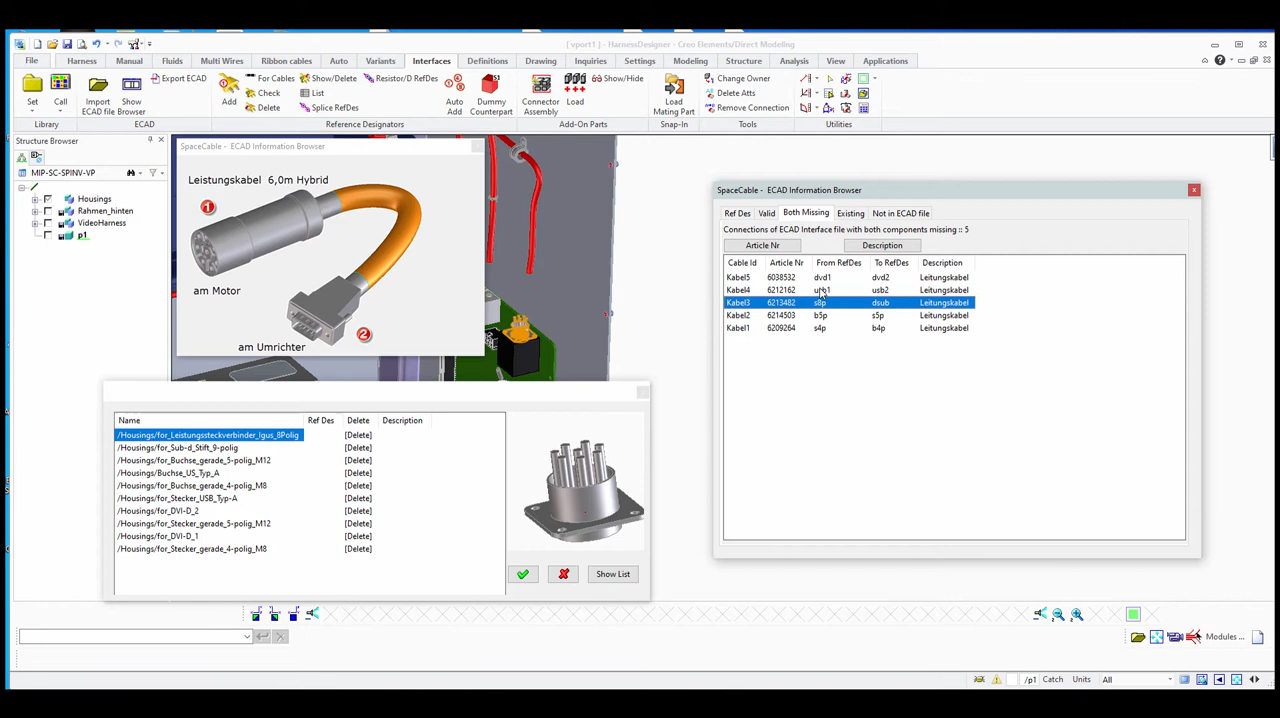 [ vport1 ] - HarnessDesigner - Creo Elements/Direct Modeling
File Harness Manual Fluids Multi Wires Ribbon cables Auto Variants Interfaces Definitions Drawing Inquiries Settings Modeling Structure Analysis View Applications
Set Call
Library
Import ECAD file
Show Browser
Export ECAD
ECAD
Add
For Cables
Check
Delete
Show/Delete
List
Splice RefDes
Resistor/D RefDes
Auto Add
Dummy Counterpart
Reference Designators
Connector Assembly
Load
Show/Hide
Add-On Parts
Load Mating Part
Snap-In
Change Owner
Delete Atts
Remove Connection
Tools
Utilities
Structure Browser
MIP-SC-SPINV-VP
Housings
Rahmen_hinten
VideoHarness
p1
SpaceCable - ECAD Information Browser
Leistungskabel 6,0m Hybrid
1
am Motor
2
am Umrichter
Name Ref Des Delete Description
/Housings/for_Leistungssteckverbinder_Igus_8Polig [Delete]
/Housings/for_Sub-d_Stift_9-polig [Delete]
/Housings/for_Buchse_gerade_5-polig_M12 [Delete]
/Housings/Buchse_US_Typ_A [Delete]
/Housings/for_Buchse_gerade_4-polig_M8 [Delete]
/Housings/for_Stecker_USB_Typ-A [Delete]
/Housings/for_DVI-D_2 [Delete]
/Housings/for_Stecker_gerade_5-polig_M12 [Delete]
/Housings/for_DVI-D_1 [Delete]
/Housings/for_Stecker_gerade_4-polig_M8 [Delete]
Show List
SpaceCable - ECAD Information Browser
Ref Des Valid Both Missing Existing Not in ECAD file
Connections of ECAD Interface file with both components missing :: 5
Article Nr Description
Cable Id Article Nr From RefDes To RefDes Description
Kabel5 6038532 dvd1 dvd2 Leitungskabel
Kabel4 6212162 usb2 Leitungskabel
Kabel3 6213482 s8p dsub Leitungskabel
Kabel2 6214503 b5p s5p Leitungskabel
Kabel1 6209264 s4p b4p Leitungskabel
Modules ...
/p1 Catch Units All